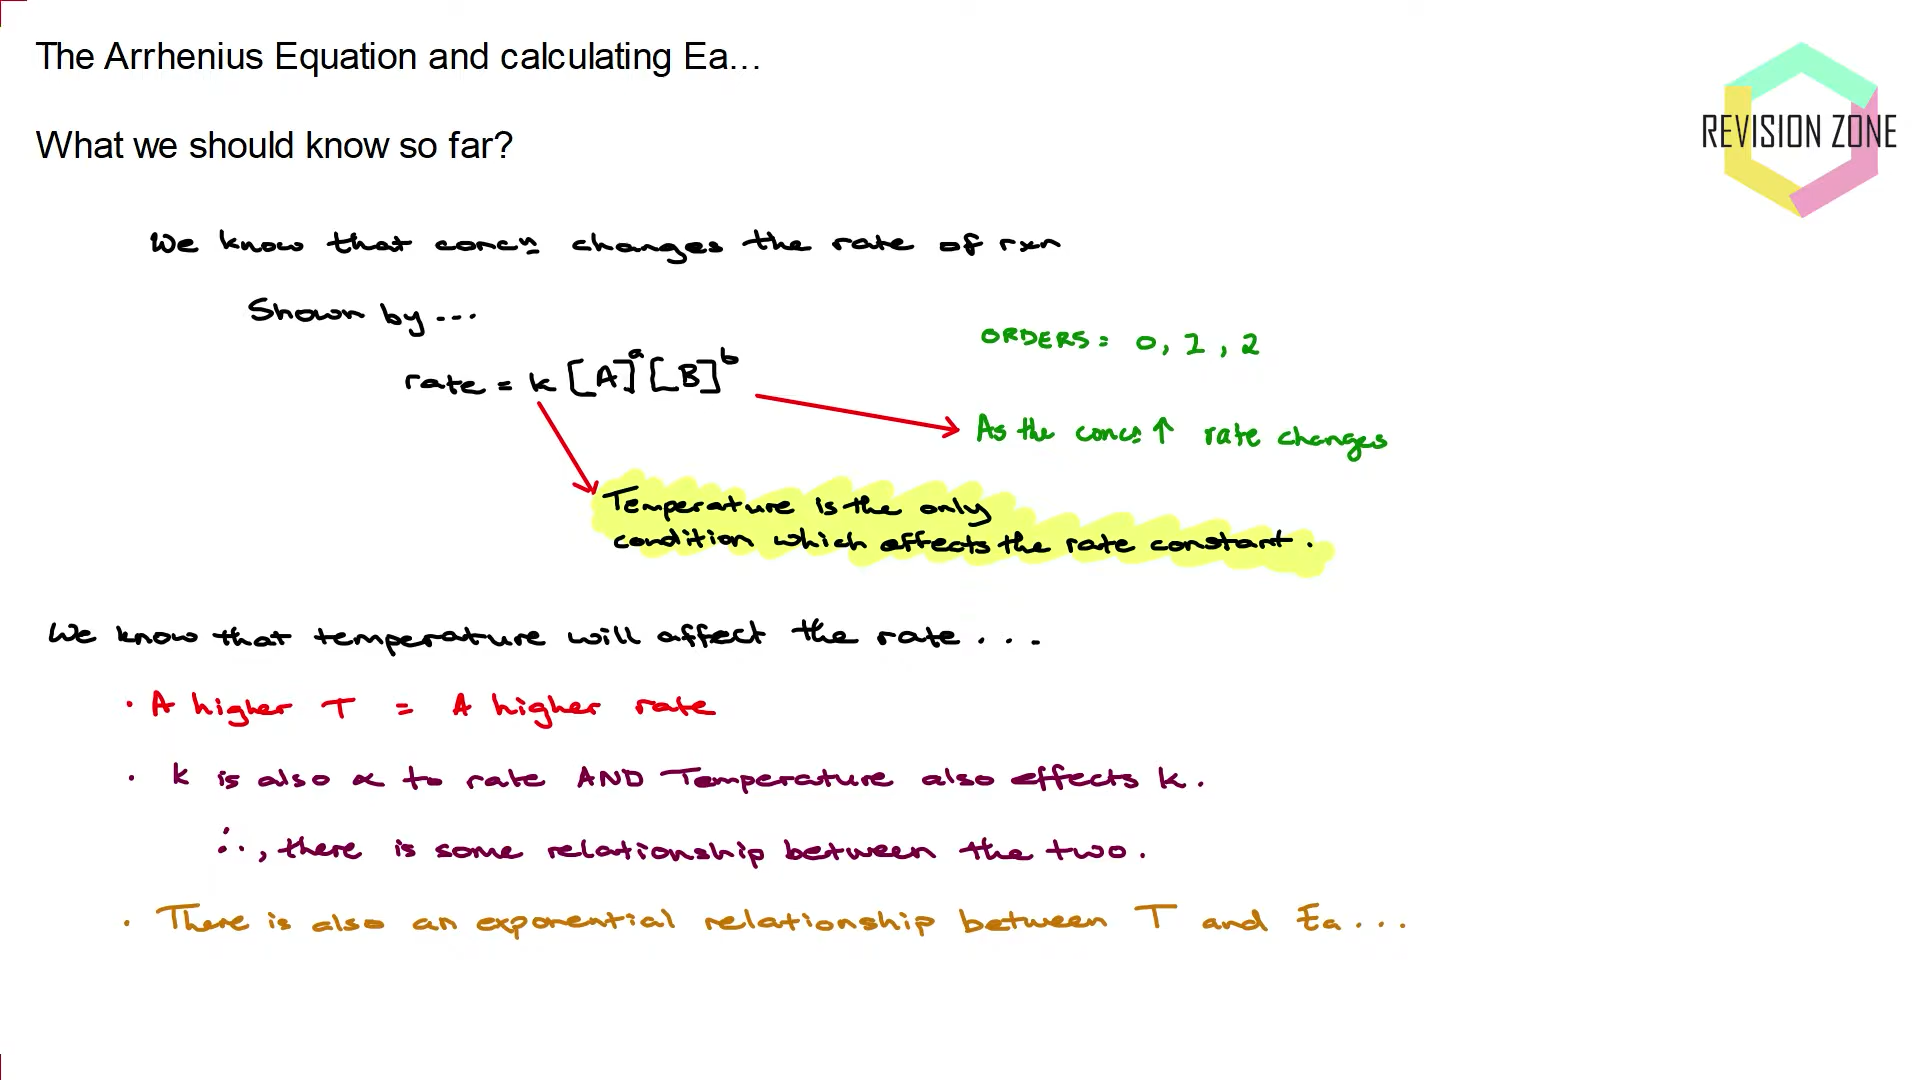 The Arrhenius Equation and calculating Ea...
REVISION ZONE
What we should know so far?
We know that concn changes the rate of rxn
Shown by...
ORDERS = 0, 1, 2
rate = k [A]^a [B]^b
As the concn ↑ rate changes
Temperature is the only
condition which effects the rate constant.
We know that temperature will affect the rate...
· A higher T = A higher rate
· k is also ∝ to rate AND Temperature also effects k.
∴, there is some relationship between the two.
· There is also an exponential relationship between T and Ea...